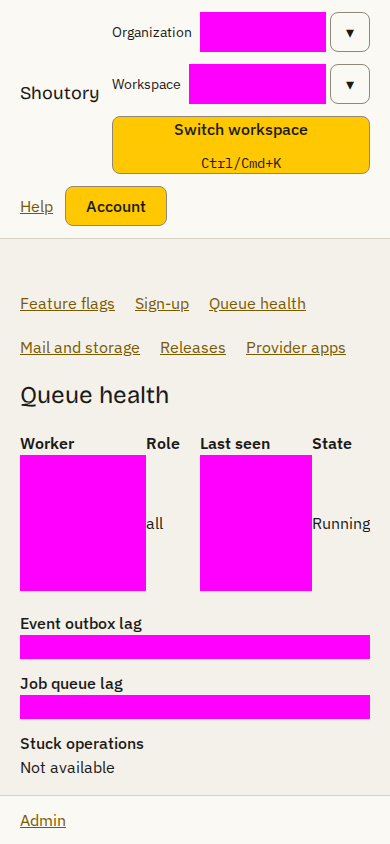 Shoutory
Organization ▼
Workspace ▼
Switch workspace
Ctrl/Cmd+K
Help Account
Feature flags Sign-up Queue health
Mail and storage Releases Provider apps
Queue health
Worker Role Last seen State
all Running
Event outbox lag
Job queue lag
Stuck operations
Not available
Admin